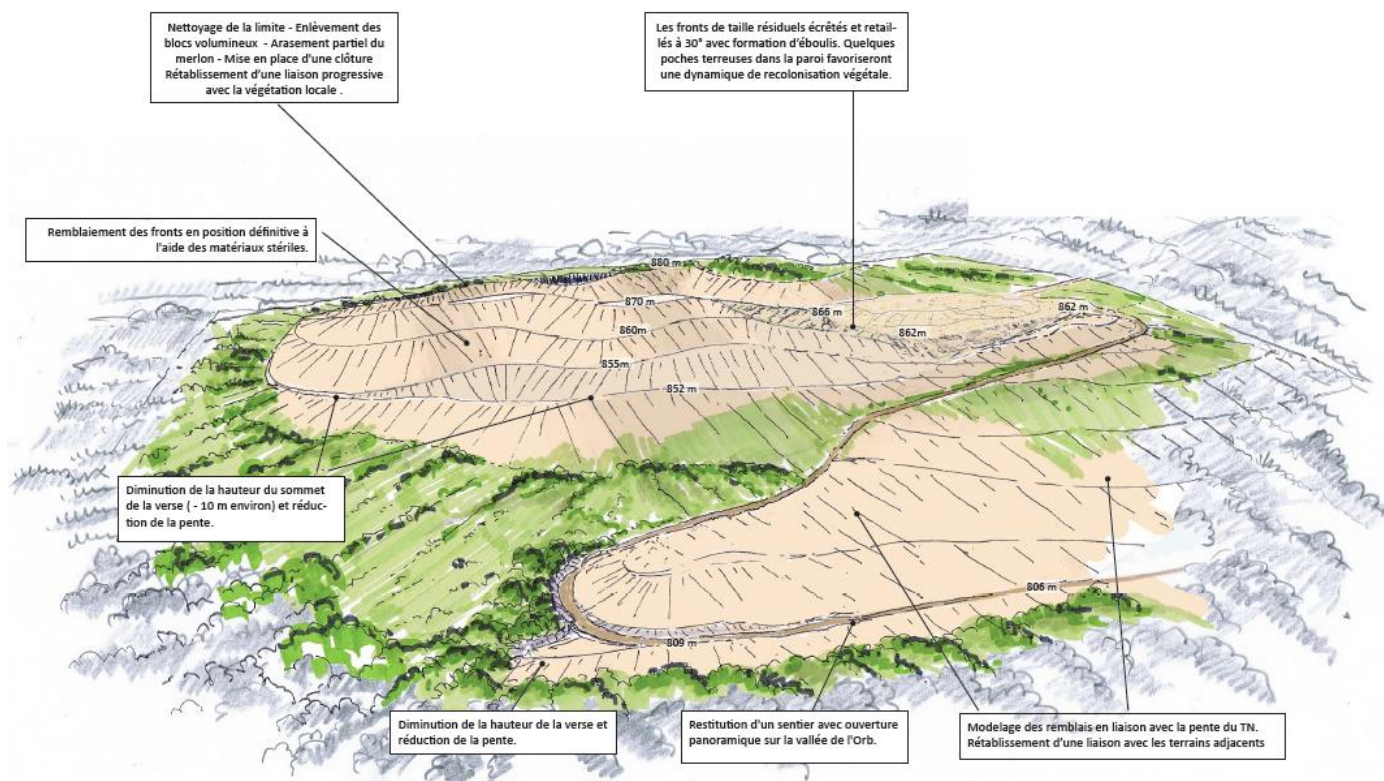 Nettoyage de la limite - Enlèvement des
blocs volumineux - Arasement partiel du
merlon - Mise en place d'une clôture
Rétablissement d'une liaison progressive
avec la végétation locale .
Les fronts de taille résiduels écrêtés et retail-
lés à 30° avec formation d'éboulis. Quelques
poches terreuses dans la paroi favoriseront
une dynamique de recolonisation végétale.
Remblaiement des fronts en position définitive à
l'aide des matériaux stériles.
880 m
870 m
866 m
862 m
860m
862m
855m
852 m
Diminution de la hauteur du sommet
de la verse ( - 10 m environ) et réduc-
tion de la pente.
806 m
809 m
Diminution de la hauteur de la verse et
réduction de la pente.
Restitution d'un sentier avec ouverture
panoramique sur la vallée de l'Orb.
Modelage des remblais en liaison avec la pente du TN.
Rétablissement d'une liaison avec les terrains adjacents